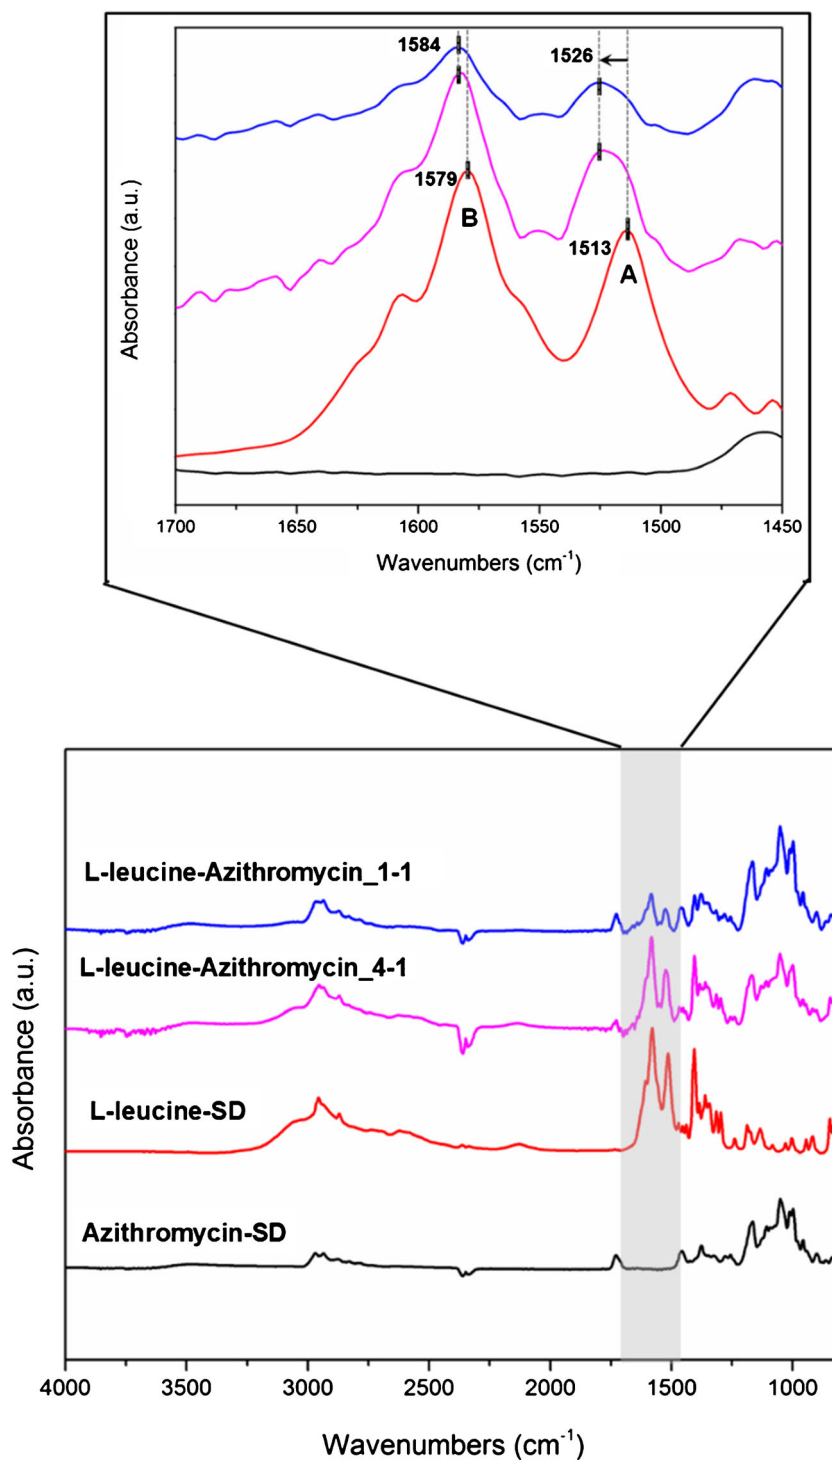 1584
1526
1579
B
1513
A
Absorbance (a.u.)
1700 1650 1600 1550 1500 1450
Wavenumbers (cm⁻¹)
L-leucine-Azithromycin_1-1
L-leucine-Azithromycin_4-1
L-leucine-SD
Azithromycin-SD
Absorbance (a.u.)
4000 3500 3000 2500 2000 1500 1000
Wavenumbers (cm⁻¹)